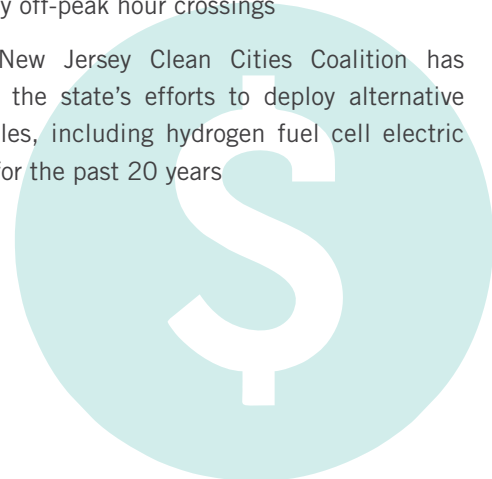 y off-peak hour crossings
New Jersey Clean Cities Coalition has
the state’s efforts to deploy alternative
les, including hydrogen fuel cell electric
for the past 20 years
$